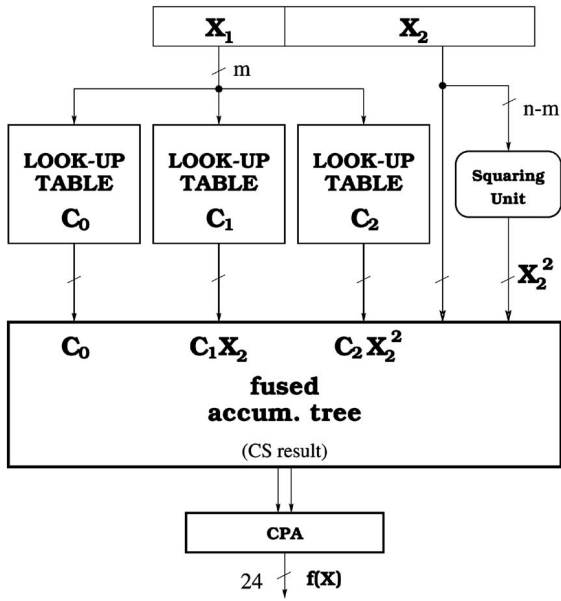 X₁ X₂
m
n-m
LOOK-UP TABLE C₀
LOOK-UP TABLE C₁
LOOK-UP TABLE C₂
Squaring Unit
X₂²
C₀ C₁X₂ C₂X₂²
fused
accum. tree
(CS result)
CPA
24 f(X)